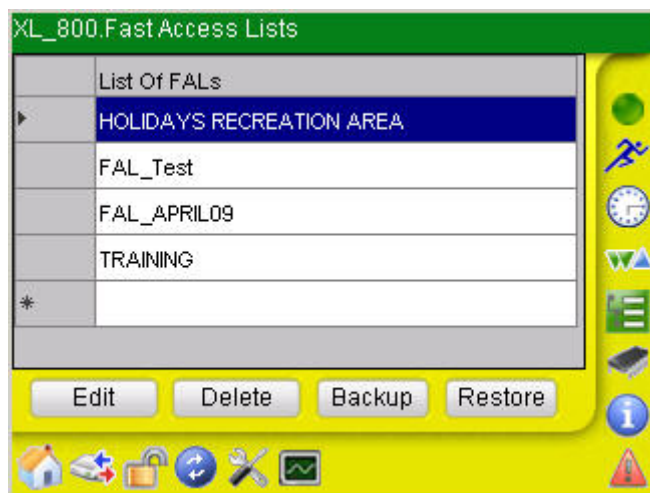 XL_800.Fast Access Lists
List Of FALs
HOLIDAYS RECREATION AREA
FAL_Test
FAL_APRIL09
TRAINING
*
Edit Delete Backup Restore